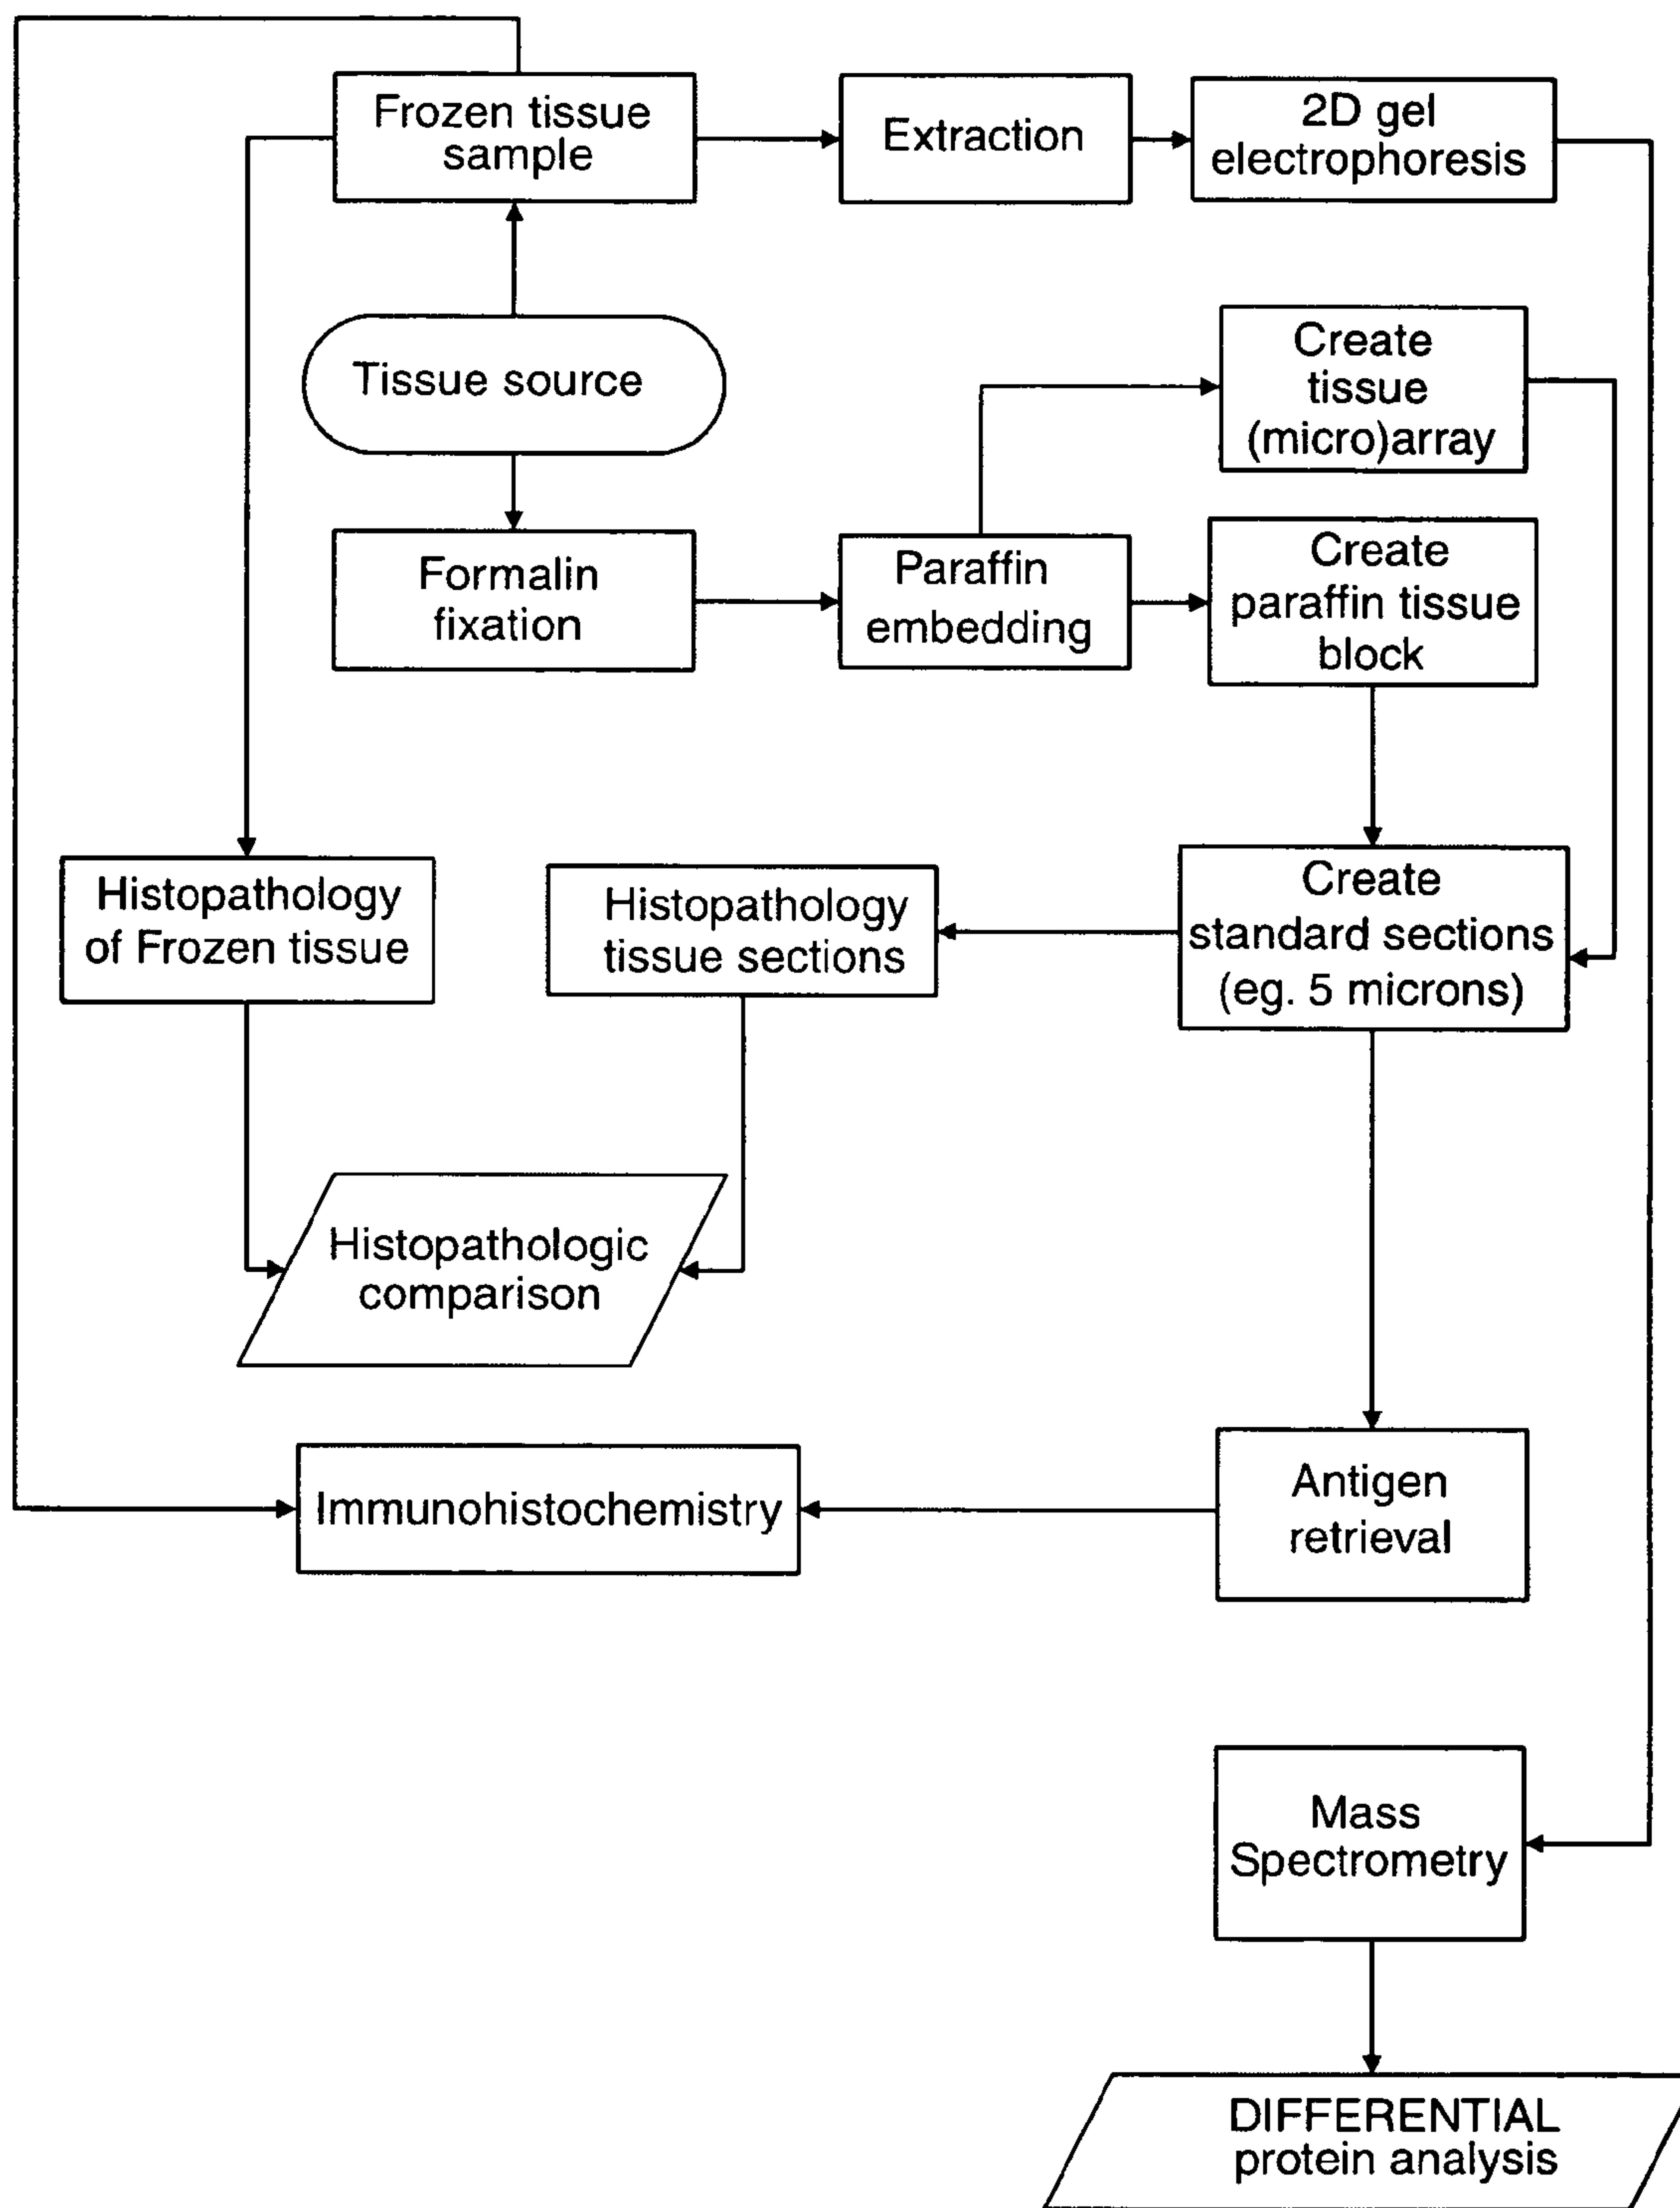 Frozen tissue
sample
Extraction
2D gel
electrophoresis
Tissue source
Create
tissue
(micro)array
Formalin
fixation
Paraffin
embedding
Create
paraffin tissue
block
Histopathology
of Frozen tissue
Histopathology
tissue sections
Create
standard sections
(eg. 5 microns)
Histopathologic
comparison
Immunohistochemistry
Antigen
retrieval
Mass
Spectrometry
DIFFERENTIAL
protein analysis